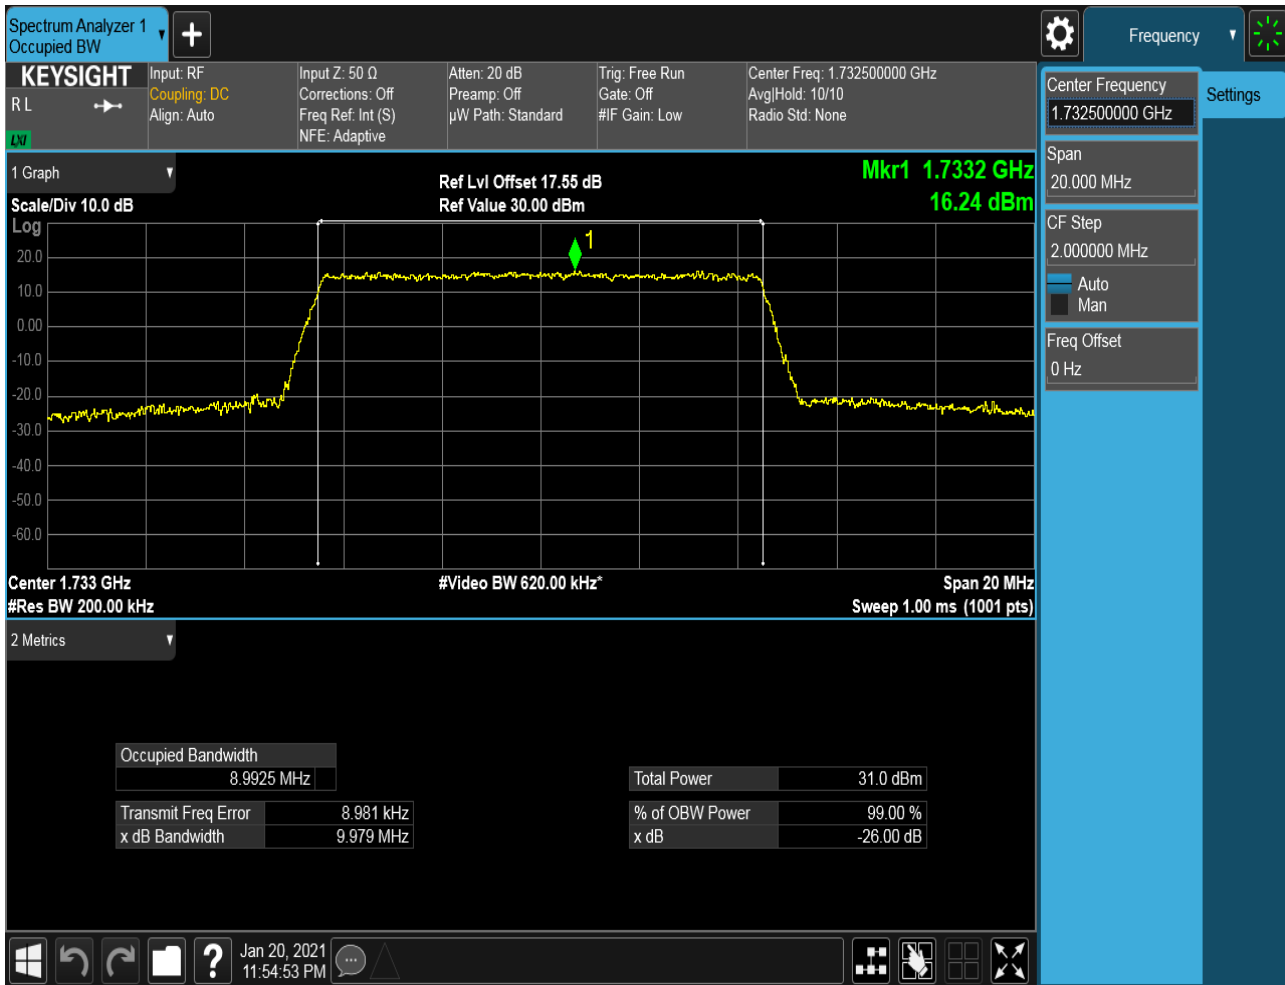 Spectrum Analyzer 1
Occupied BW
Frequency
KEYSIGHT
R L
LXI
Input: RF
Coupling: DC
Align: Auto
Input Z: 50 Ω
Corrections: Off
Freq Ref: Int (S)
NFE: Adaptive
Atten: 20 dB
Preamp: Off
µW Path: Standard
Trig: Free Run
Gate: Off
#IF Gain: Low
Center Freq: 1.732500000 GHz
Avg|Hold: 10/10
Radio Std: None
Center Frequency
1.732500000 GHz
Settings
Span
20.000 MHz
CF Step
2.000000 MHz
Auto
Man
Freq Offset
0 Hz
1 Graph
Scale/Div 10.0 dB
Ref Lvl Offset 17.55 dB
Ref Value 30.00 dBm
Mkr1 1.7332 GHz
16.24 dBm
Log
1
20.0
10.0
0.00
-10.0
-20.0
-30.0
-40.0
-50.0
-60.0
Center 1.733 GHz
#Video BW 620.00 kHz*
Span 20 MHz
#Res BW 200.00 kHz
Sweep 1.00 ms (1001 pts)
2 Metrics
Occupied Bandwidth
8.9925 MHz
Total Power 31.0 dBm
Transmit Freq Error 8.981 kHz
% of OBW Power 99.00 %
x dB Bandwidth 9.979 MHz
x dB -26.00 dB
Jan 20, 2021
11:54:53 PM